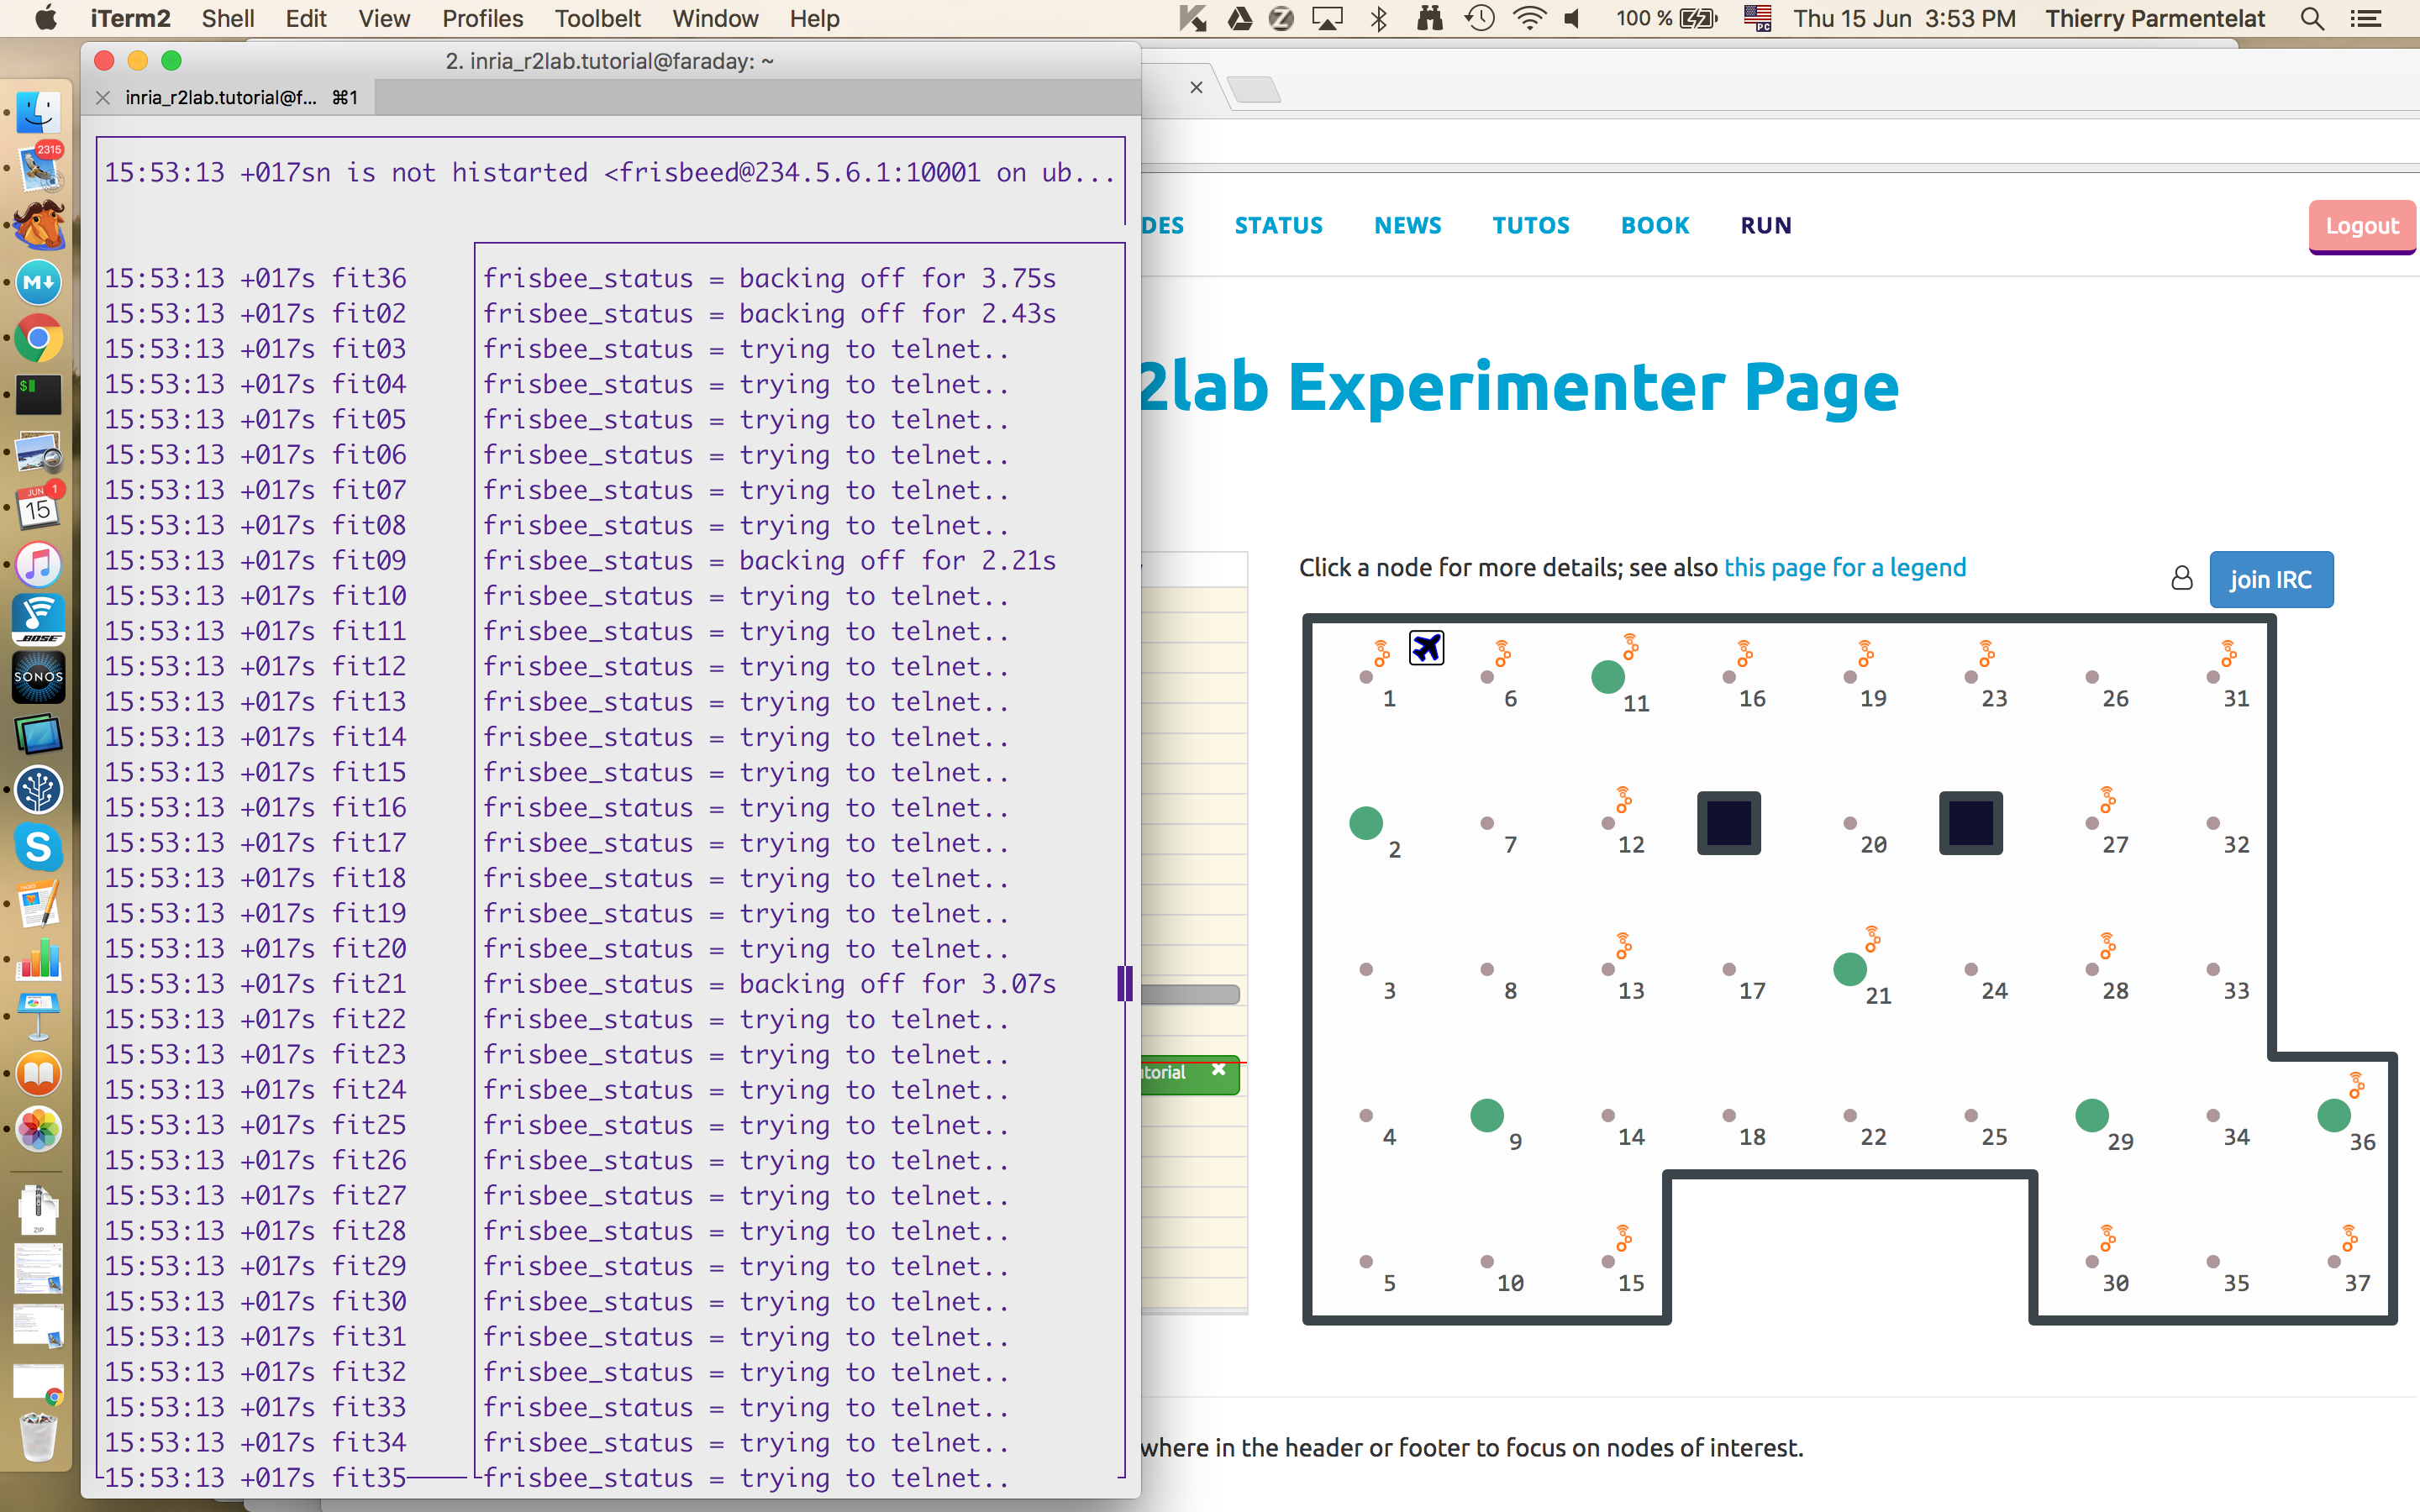 iTerm2 Shell Edit View Profiles Toolbelt Window Help 100 % Thu 15 Jun 3:53 PM Thierry Parmentelat
2. inria_r2lab.tutorial@faraday: ~
inria_r2lab.tutorial@f... ⌘1
15:53:13 +017sn is not histarted <frisbeed@234.5.6.1:10001 on ub...
15:53:13 +017s fit36 frisbee_status = backing off for 3.75s
15:53:13 +017s fit02 frisbee_status = backing off for 2.43s
15:53:13 +017s fit03 frisbee_status = trying to telnet..
15:53:13 +017s fit04 frisbee_status = trying to telnet..
15:53:13 +017s fit05 frisbee_status = trying to telnet..
15:53:13 +017s fit06 frisbee_status = trying to telnet..
15:53:13 +017s fit07 frisbee_status = trying to telnet..
15:53:13 +017s fit08 frisbee_status = trying to telnet..
15:53:13 +017s fit09 frisbee_status = backing off for 2.21s
15:53:13 +017s fit10 frisbee_status = trying to telnet..
15:53:13 +017s fit11 frisbee_status = trying to telnet..
15:53:13 +017s fit12 frisbee_status = trying to telnet..
15:53:13 +017s fit13 frisbee_status = trying to telnet..
15:53:13 +017s fit14 frisbee_status = trying to telnet..
15:53:13 +017s fit15 frisbee_status = trying to telnet..
15:53:13 +017s fit16 frisbee_status = trying to telnet..
15:53:13 +017s fit17 frisbee_status = trying to telnet..
15:53:13 +017s fit18 frisbee_status = trying to telnet..
15:53:13 +017s fit19 frisbee_status = trying to telnet..
15:53:13 +017s fit20 frisbee_status = trying to telnet..
15:53:13 +017s fit21 frisbee_status = backing off for 3.07s
15:53:13 +017s fit22 frisbee_status = trying to telnet..
15:53:13 +017s fit23 frisbee_status = trying to telnet..
15:53:13 +017s fit24 frisbee_status = trying to telnet..
15:53:13 +017s fit25 frisbee_status = trying to telnet..
15:53:13 +017s fit26 frisbee_status = trying to telnet..
15:53:13 +017s fit27 frisbee_status = trying to telnet..
15:53:13 +017s fit28 frisbee_status = trying to telnet..
15:53:13 +017s fit29 frisbee_status = trying to telnet..
15:53:13 +017s fit30 frisbee_status = trying to telnet..
15:53:13 +017s fit31 frisbee_status = trying to telnet..
15:53:13 +017s fit32 frisbee_status = trying to telnet..
15:53:13 +017s fit33 frisbee_status = trying to telnet..
15:53:13 +017s fit34 frisbee_status = trying to telnet..
15:53:13 +017s fit35 frisbee_status = trying to telnet..
DES STATUS NEWS TUTOS BOOK RUN
Logout
2lab Experimenter Page
Click a node for more details; see also this page for a legend
join IRC
1 6 11 16 19 23 26 31
2 7 12 20 27 32
3 8 13 17 21 24 28 33
4 9 14 18 22 25 29 34 36
5 10 15 30 35 37
utorial
where in the header or footer to focus on nodes of interest.
2315
JUN 1
15
BOSE
SONOS
PAGES
ZIP